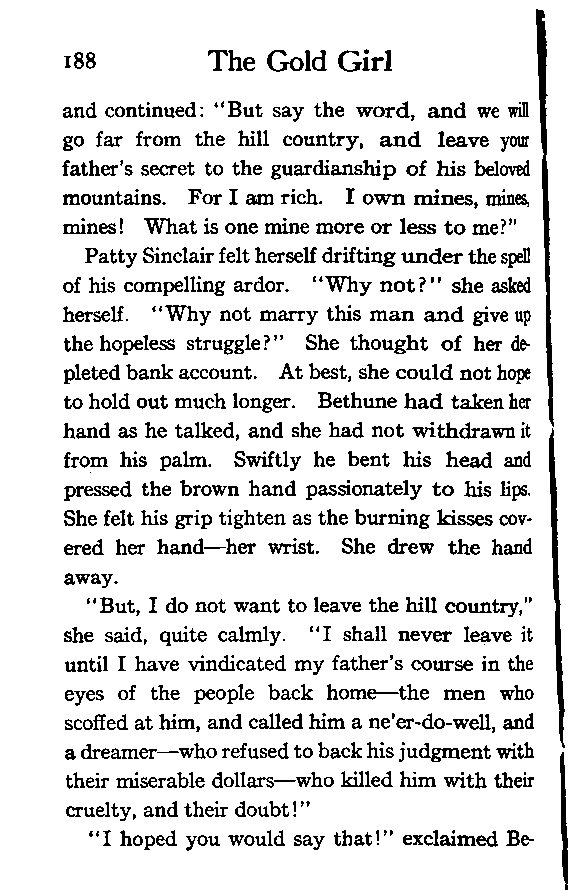 188 The Gold Girl
and continued: "But say the word, and we will
go far from the hill country, and leave your
father's secret to the guardianship of his beloved
mountains. For I am rich. I own mines, mines,
mines! What is one mine more or less to me?"
Patty Sinclair felt herself drifting under the spell
of his compelling ardor. "Why not?" she asked
herself. "Why not marry this man and give up
the hopeless struggle?" She thought of her de-
pleted bank account. At best, she could not hope
to hold out much longer. Bethune had taken her
hand as he talked, and she had not withdrawn it
from his palm. Swiftly he bent his head and
pressed the brown hand passionately to his lips.
She felt his grip tighten as the burning kisses cov-
ered her hand—her wrist. She drew the hand
away.
"But, I do not want to leave the hill country,"
she said, quite calmly. "I shall never leave it
until I have vindicated my father's course in the
eyes of the people back home—the men who
scoffed at him, and called him a ne'er-do-well, and
a dreamer—who refused to back his judgment with
their miserable dollars—who killed him with their
cruelty, and their doubt!"
"I hoped you would say that!" exclaimed Be-